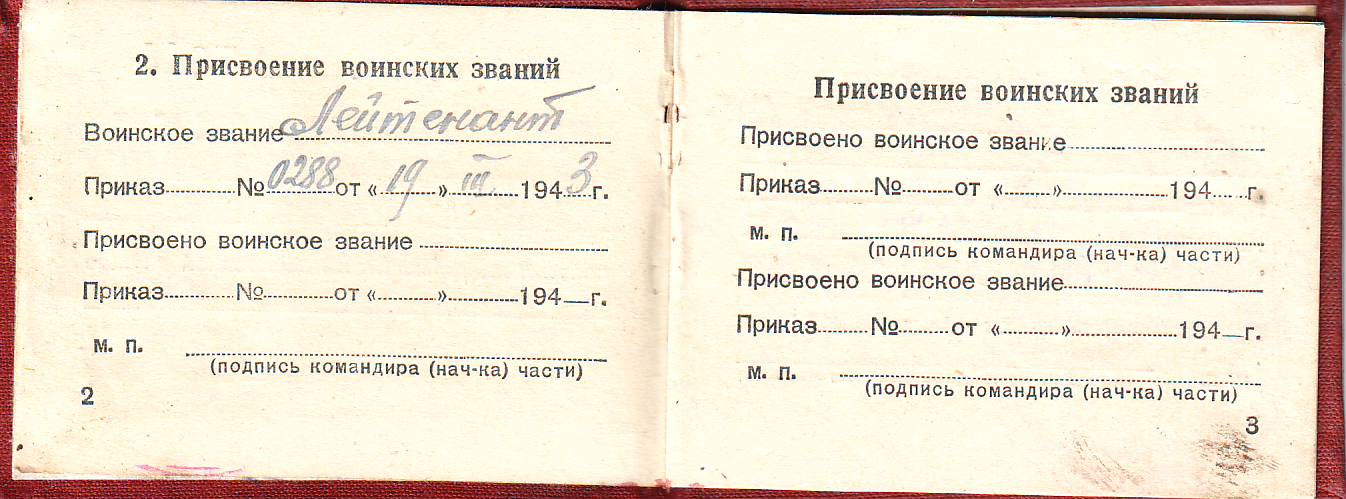 2. Присвоение воинских званий
Воинское звание Лейтенант
Приказ № 0288 от « 19 » III 1943 г.
Присвоено воинское звание
Приказ № от « » 194 г.
М. П.
(подпись командира (нач-ка) части)
2
Присвоение воинских званий
Присвоено воинское звание
Приказ № от « » 194 г.
М. П.
(подпись командира (нач-ка) части)
Присвоено воинское звание
Приказ № от « » 194 г.
М. П.
(подпись командира (нач-ка) части)
3